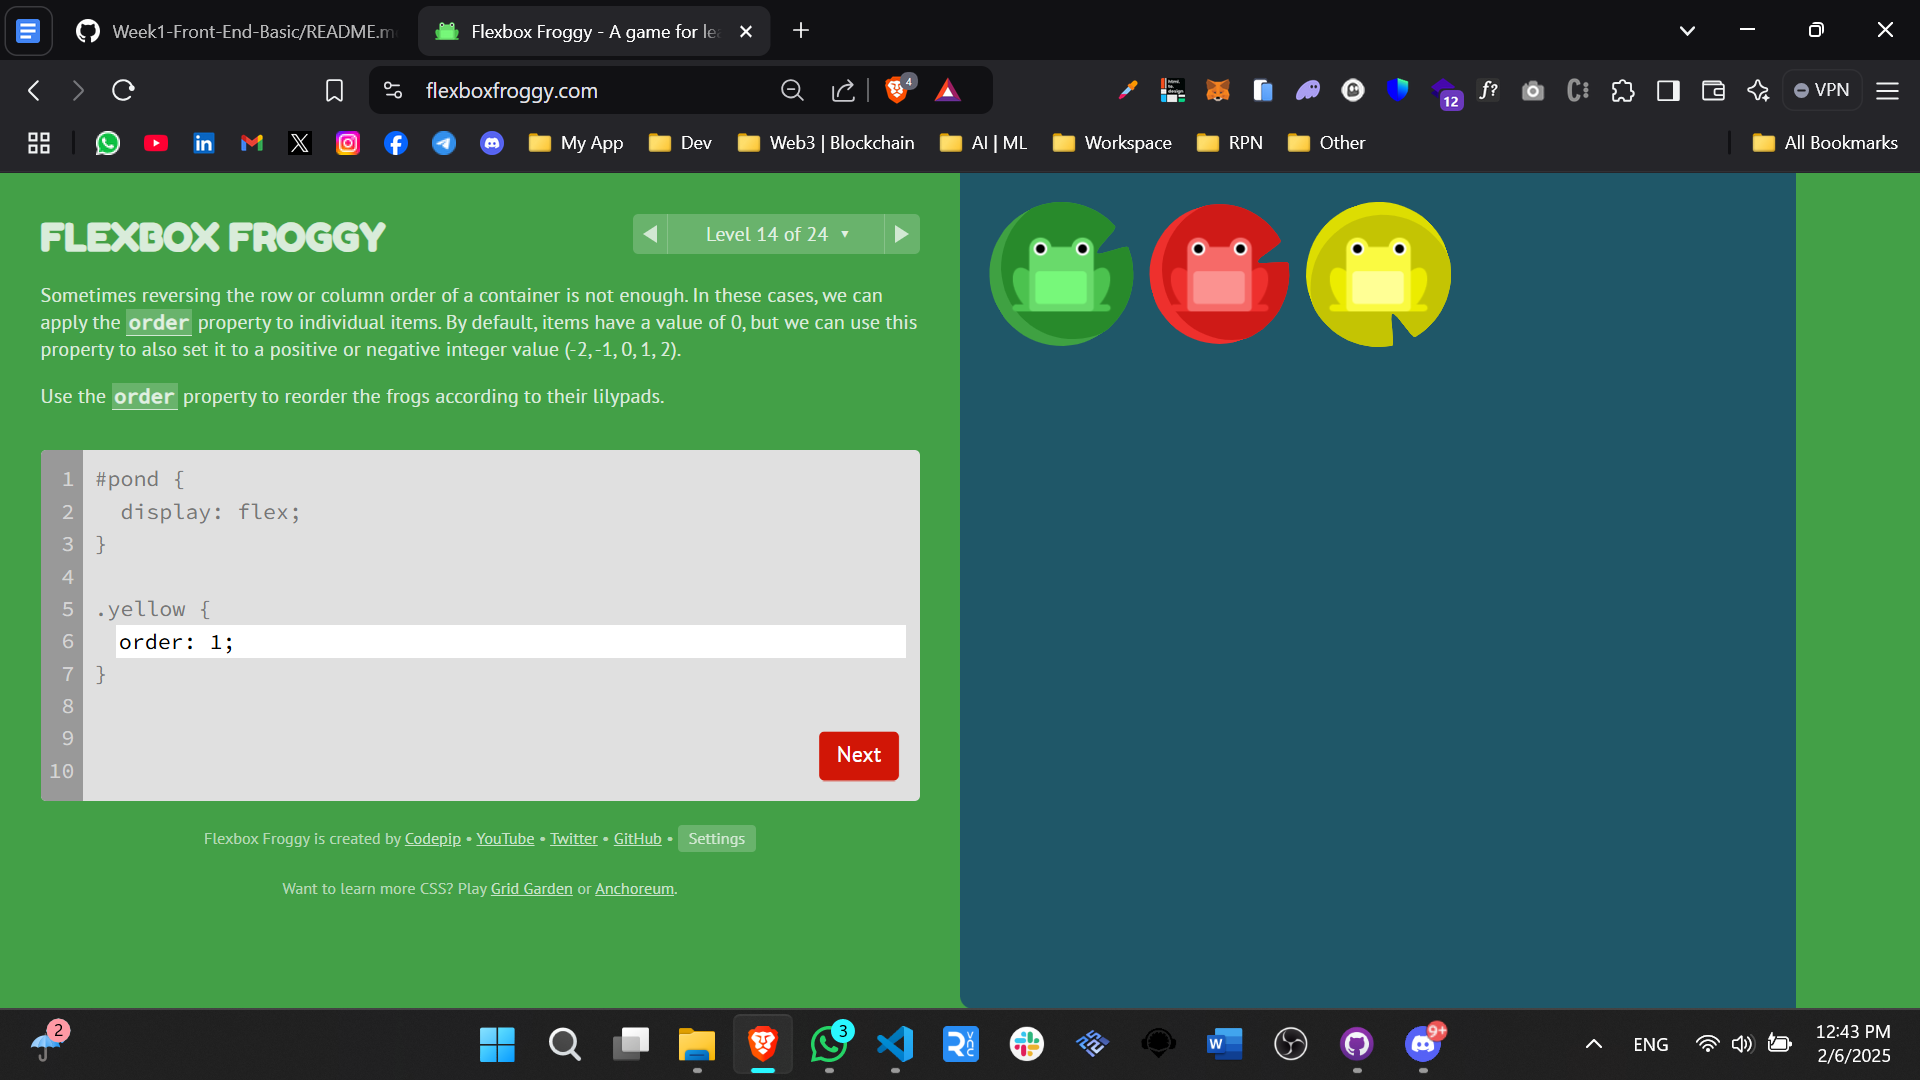 Week1-Front-End-Basic/README.m
Flexbox Froggy - A game for le
flexboxfroggy.com
4
12
f?
VPN
My App
Dev
Web3 | Blockchain
AI | ML
Workspace
RPN
Other
All Bookmarks
FLEXBOX FROGGY
Level 14 of 24
Sometimes reversing the row or column order of a container is not enough. In these cases, we can
apply the order property to individual items. By default, items have a value of 0, but we can use this
property to also set it to a positive or negative integer value (-2, -1, 0, 1, 2).
Use the order property to reorder the frogs according to their lilypads.
1 #pond {
2 display: flex;
3 }
4
5 .yellow {
6 order: 1;
7 }
8
9
10
Next
Flexbox Froggy is created by Codepip • YouTube • Twitter • GitHub • Settings
Want to learn more CSS? Play Grid Garden or Anchoreum.
2
3
9+
ENG
12:43 PM
2/6/2025